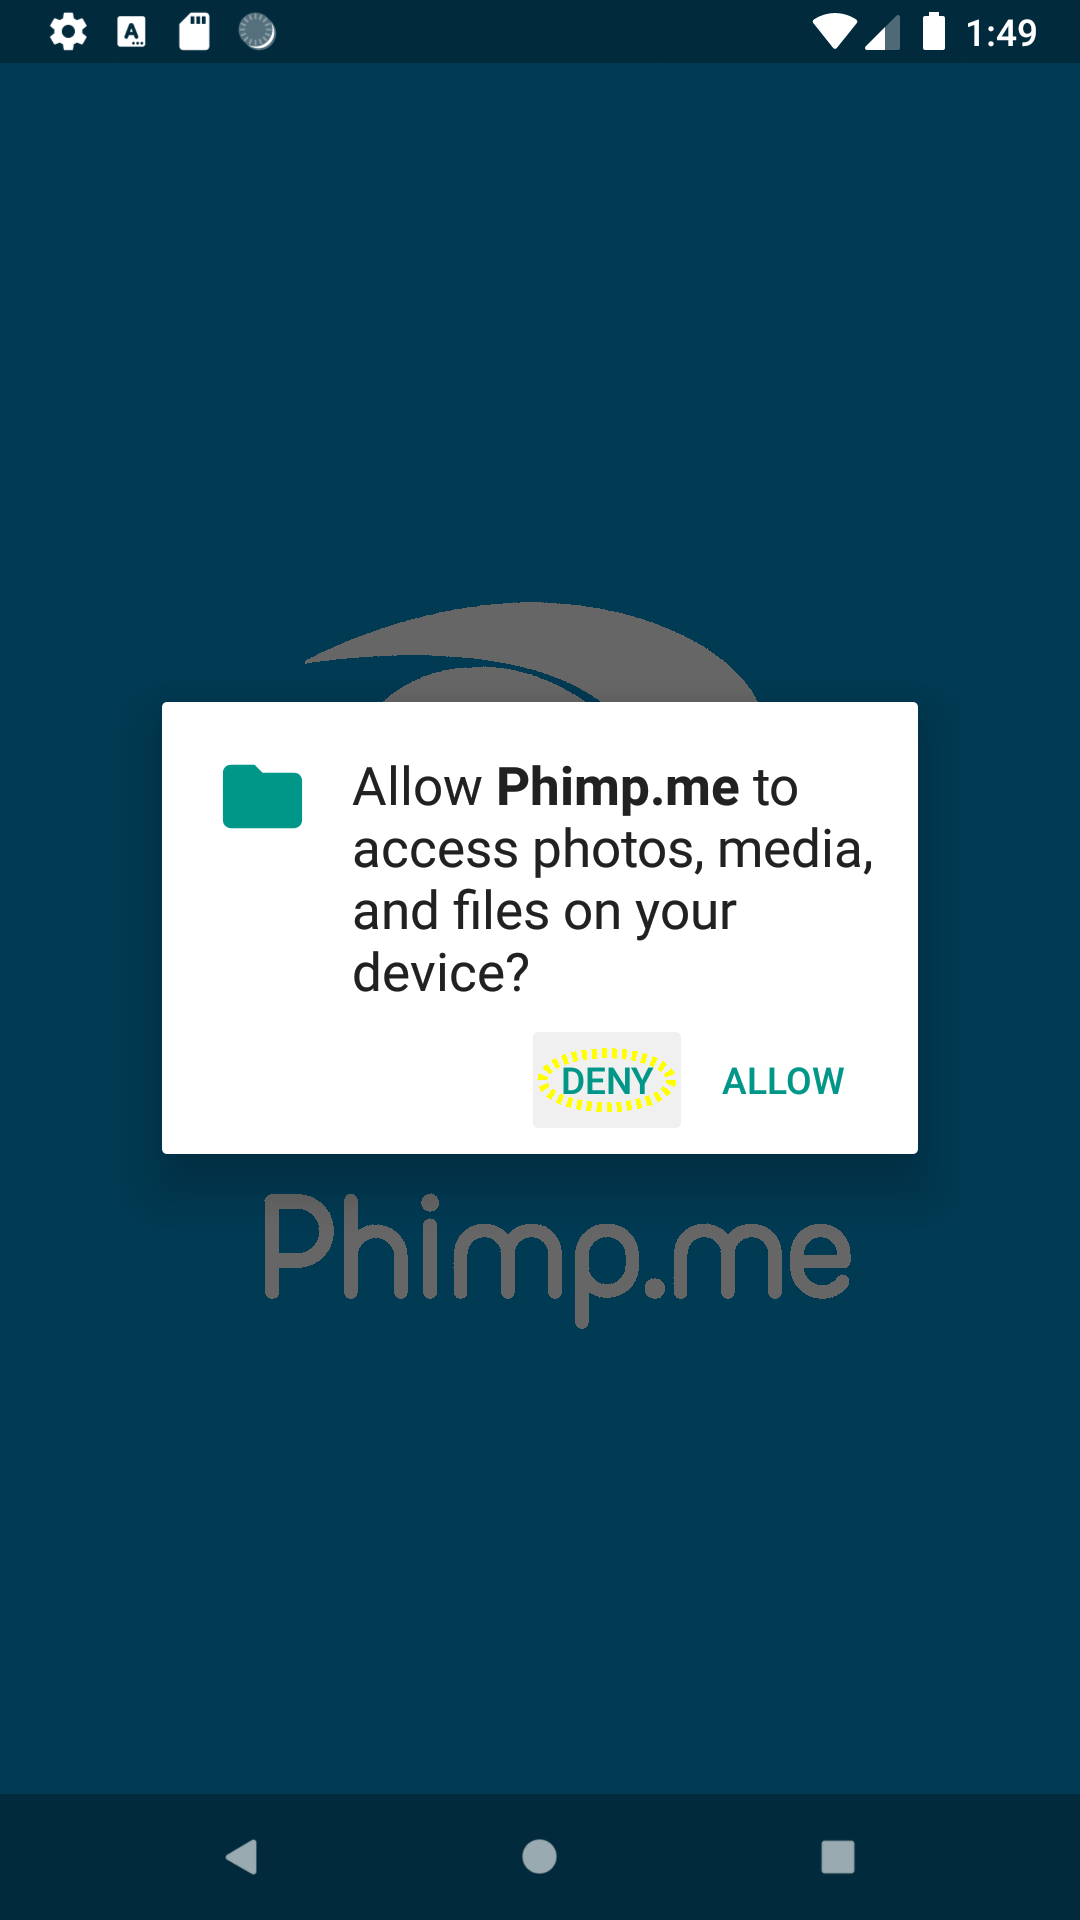 1:49
Allow Phimp.me to
access photos, media,
and files on your
device?
DENY ALLOW
Phimp.me